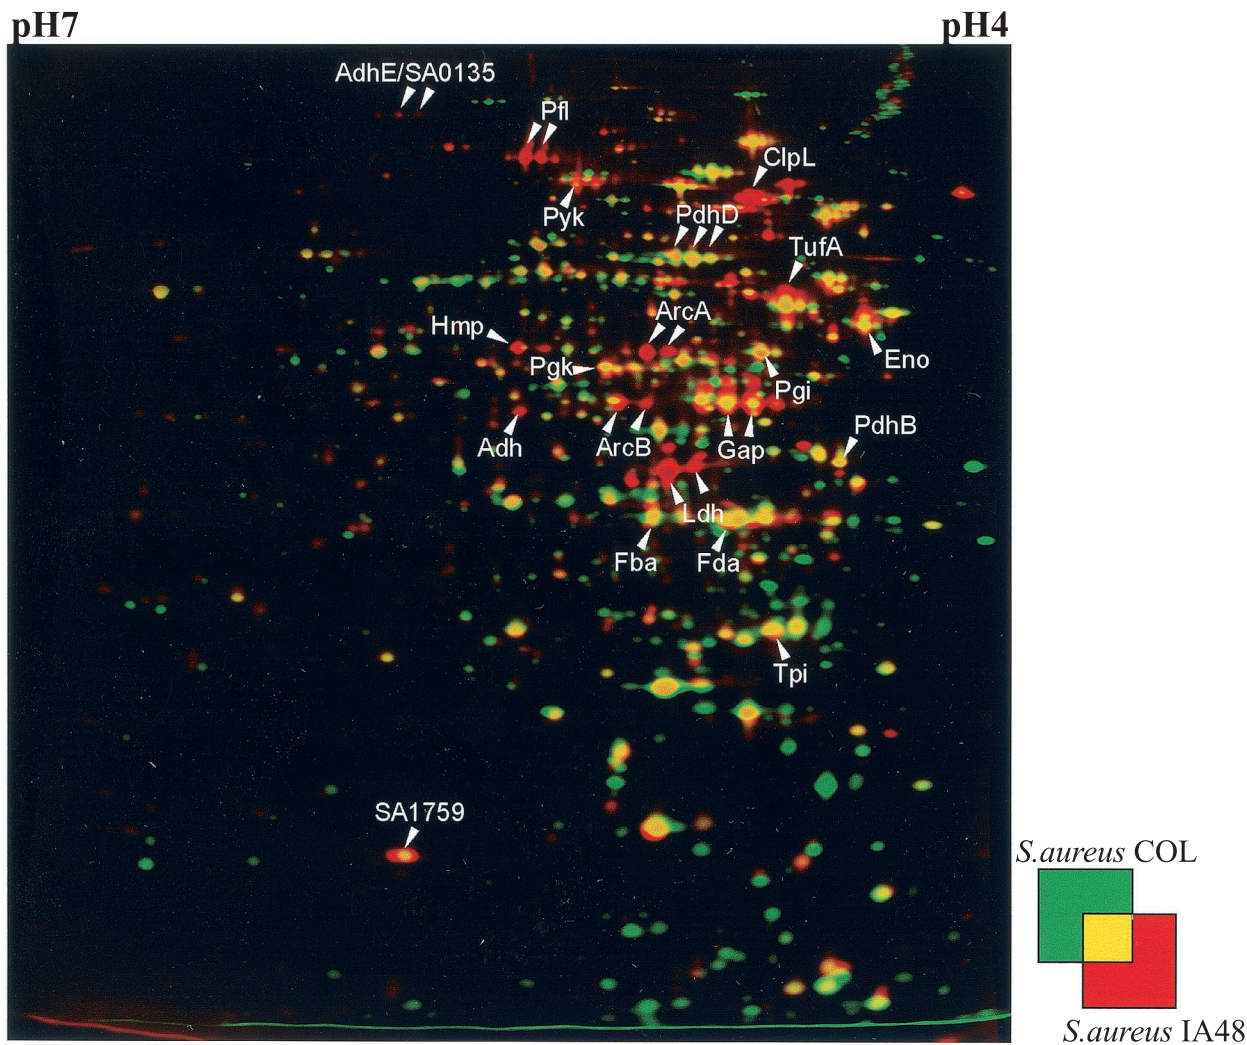 pH7 pH4
AdhE/SA0135
Pfl
ClpL
Pyk
PdhD
TufA
ArcA
Hmp
Pgk
Eno
Pgi
PdhB
Adh
ArcB
Gap
Ldh
Fba
Fda
Tpi
SA1759
S.aureus COL
S.aureus IA48